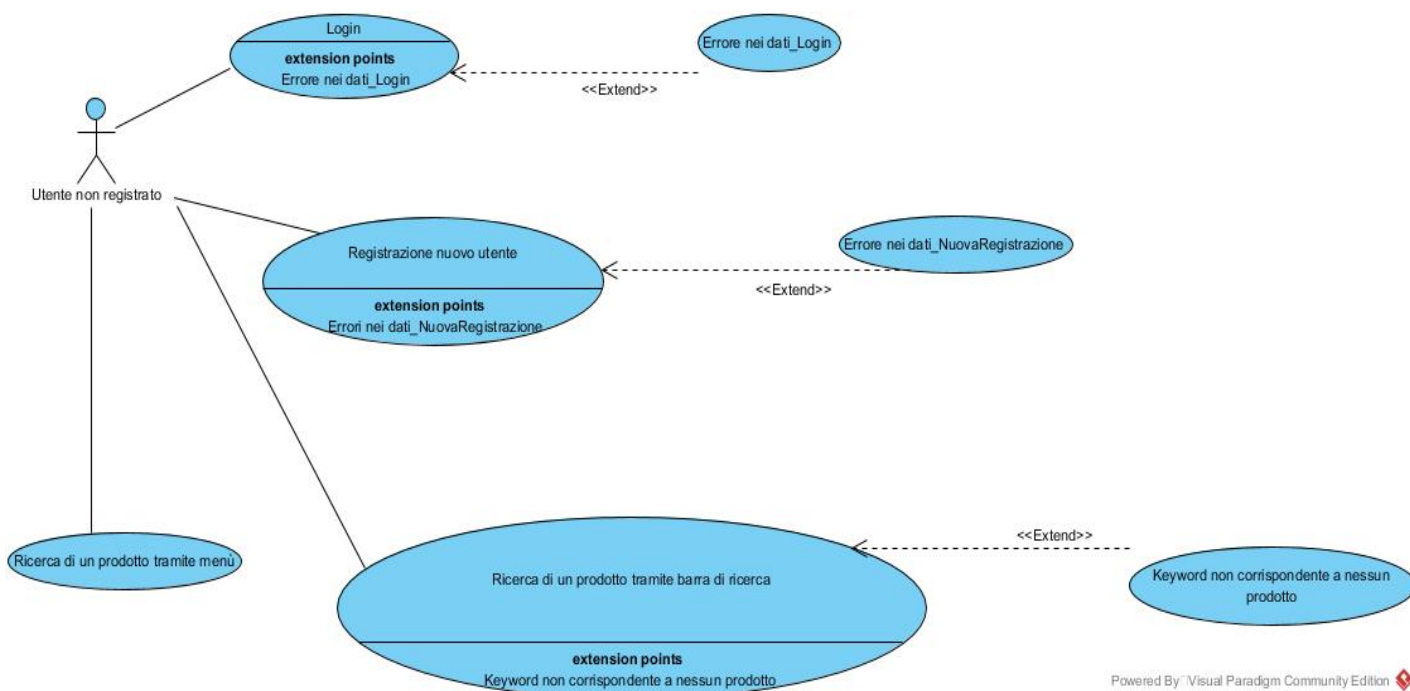 Login
extension points
Errore nei dati_Login
Errore nei dati_Login
<<Extend>>
Utente non registrato
Registrazione nuovo utente
extension points
Errori nei dati_NuovaRegistrazione
Errore nei dati_NuovaRegistrazione
<<Extend>>
Ricerca di un prodotto tramite menù
Ricerca di un prodotto tramite barra di ricerca
extension points
Keyword non corrispondente a nessun prodotto
<<Extend>>
Keyword non corrispondente a nessun
prodotto
Powered By Visual Paradigm Community Edition